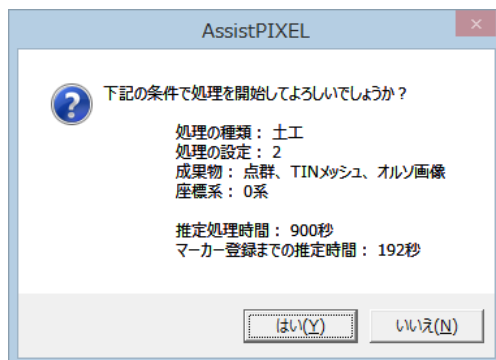 AssistPIXEL
下記の条件で処理を開始してよろしいでしょうか？
処理の種類： 土工
処理の設定： 2
成果物： 点群、TINメッシュ、オルソ画像
座標系： 0系
推定処理時間： 900秒
マーカー登録までの推定時間： 192秒
はい(Y) いいえ(N)